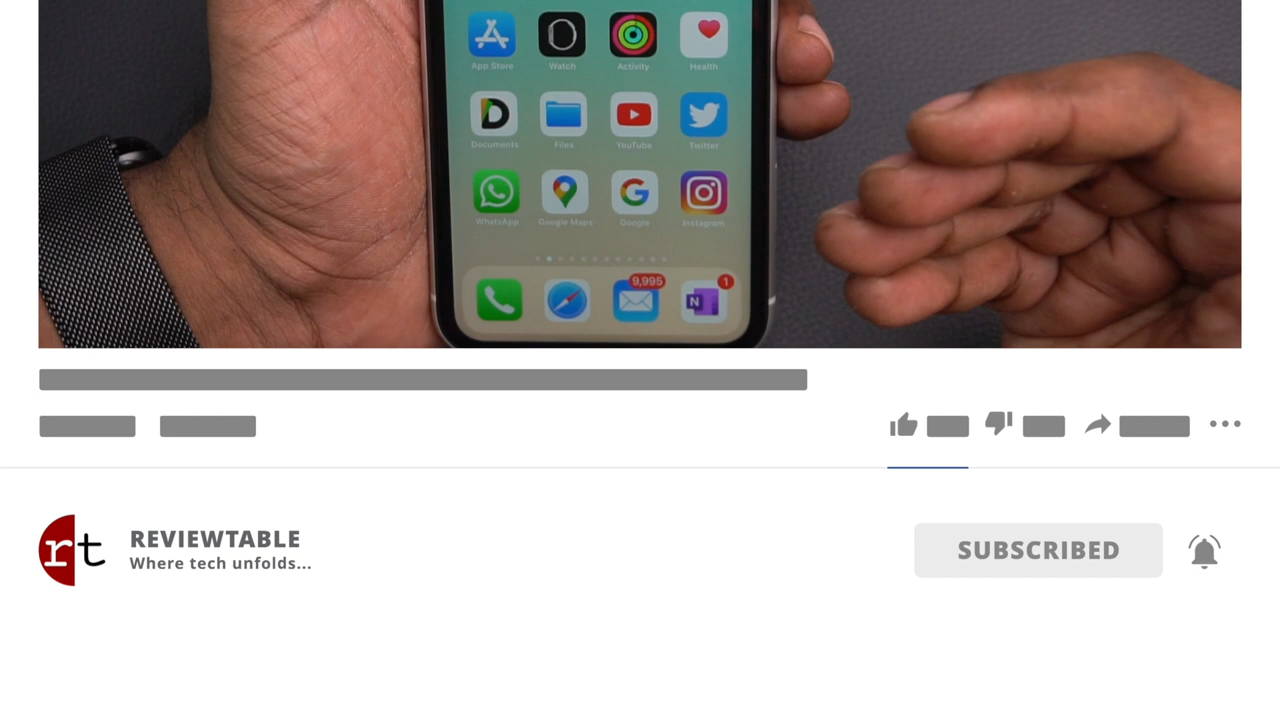 App Store Watch Activity Health
Documents Files YouTube Twitter
WhatsApp Google Maps Google Instagram
9,995 1
N
rt
REVIEWTABLE
Where tech unfolds...
SUBSCRIBED